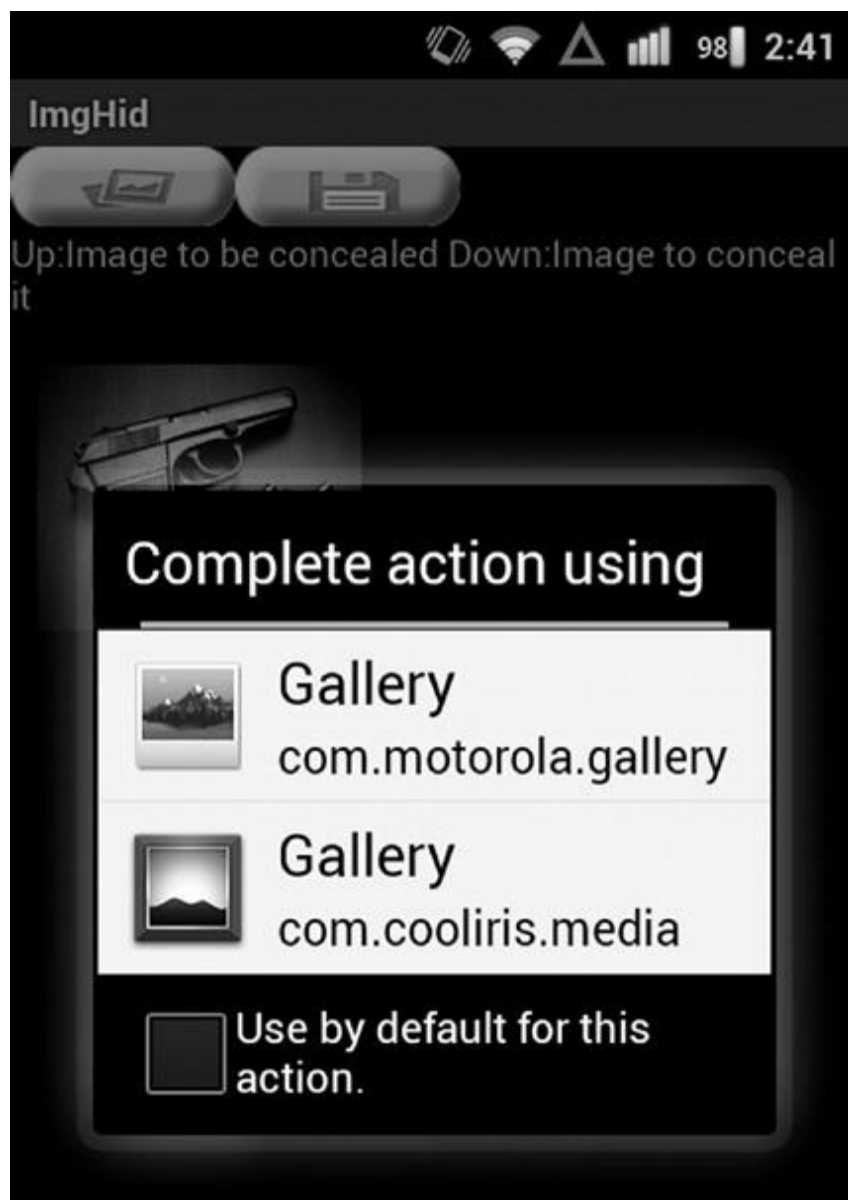 98 2:41
ImgHid
Up:Image to be concealed Down:Image to conceal
it
Complete action using
Gallery
com.motorola.gallery
Gallery
com.cooliris.media
Use by default for this
action.